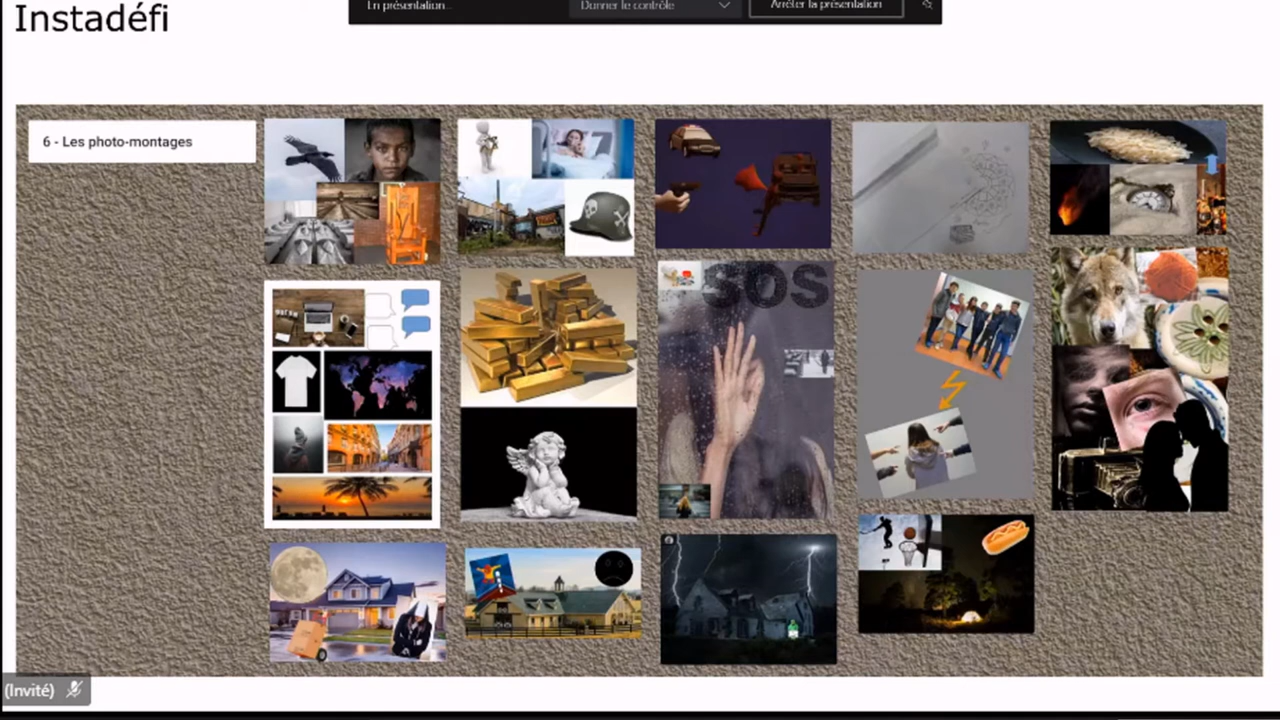 Instadéfi
En présentation...
Donner le contrôle
Arrêter la présentation
6 - Les photo-montages
SOS
(Invité)